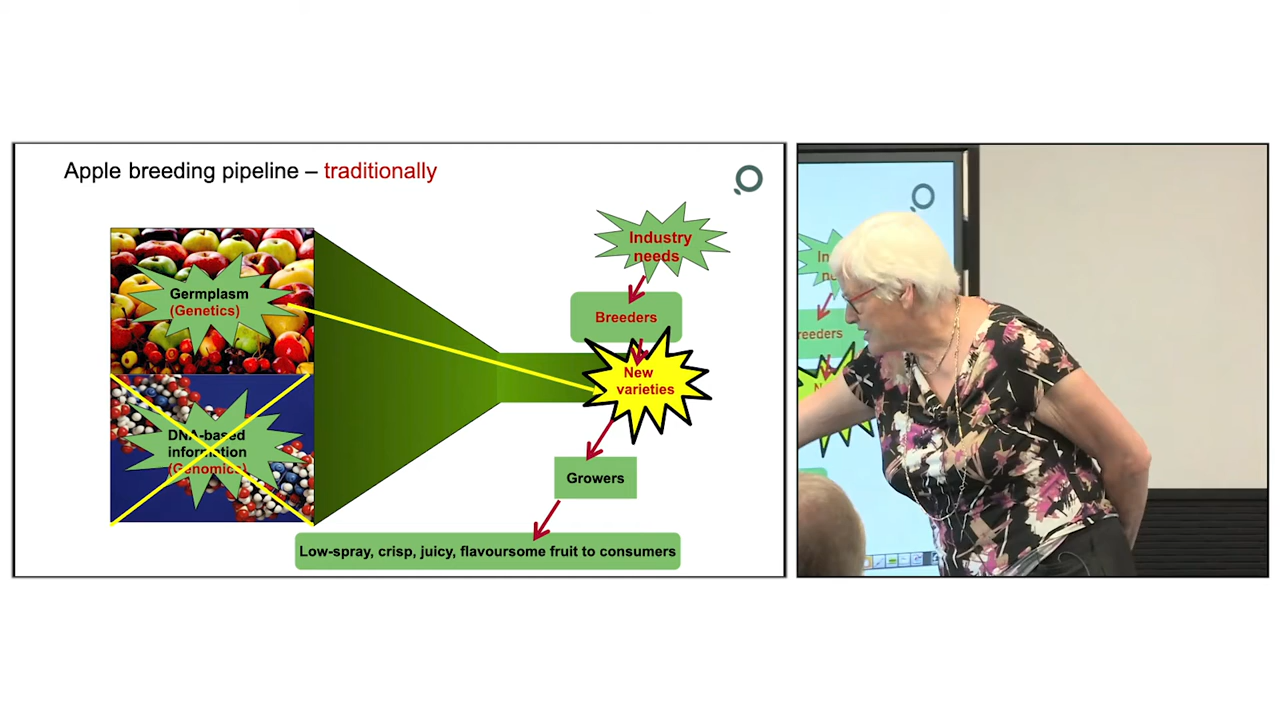 Apple breeding pipeline – traditionally
Industry
needs
Germplasm
(Genetics)
Breeders
New
varieties
DNA-based
information
(Genomics)
Growers
Low-spray, crisp, juicy, flavoursome fruit to consumers